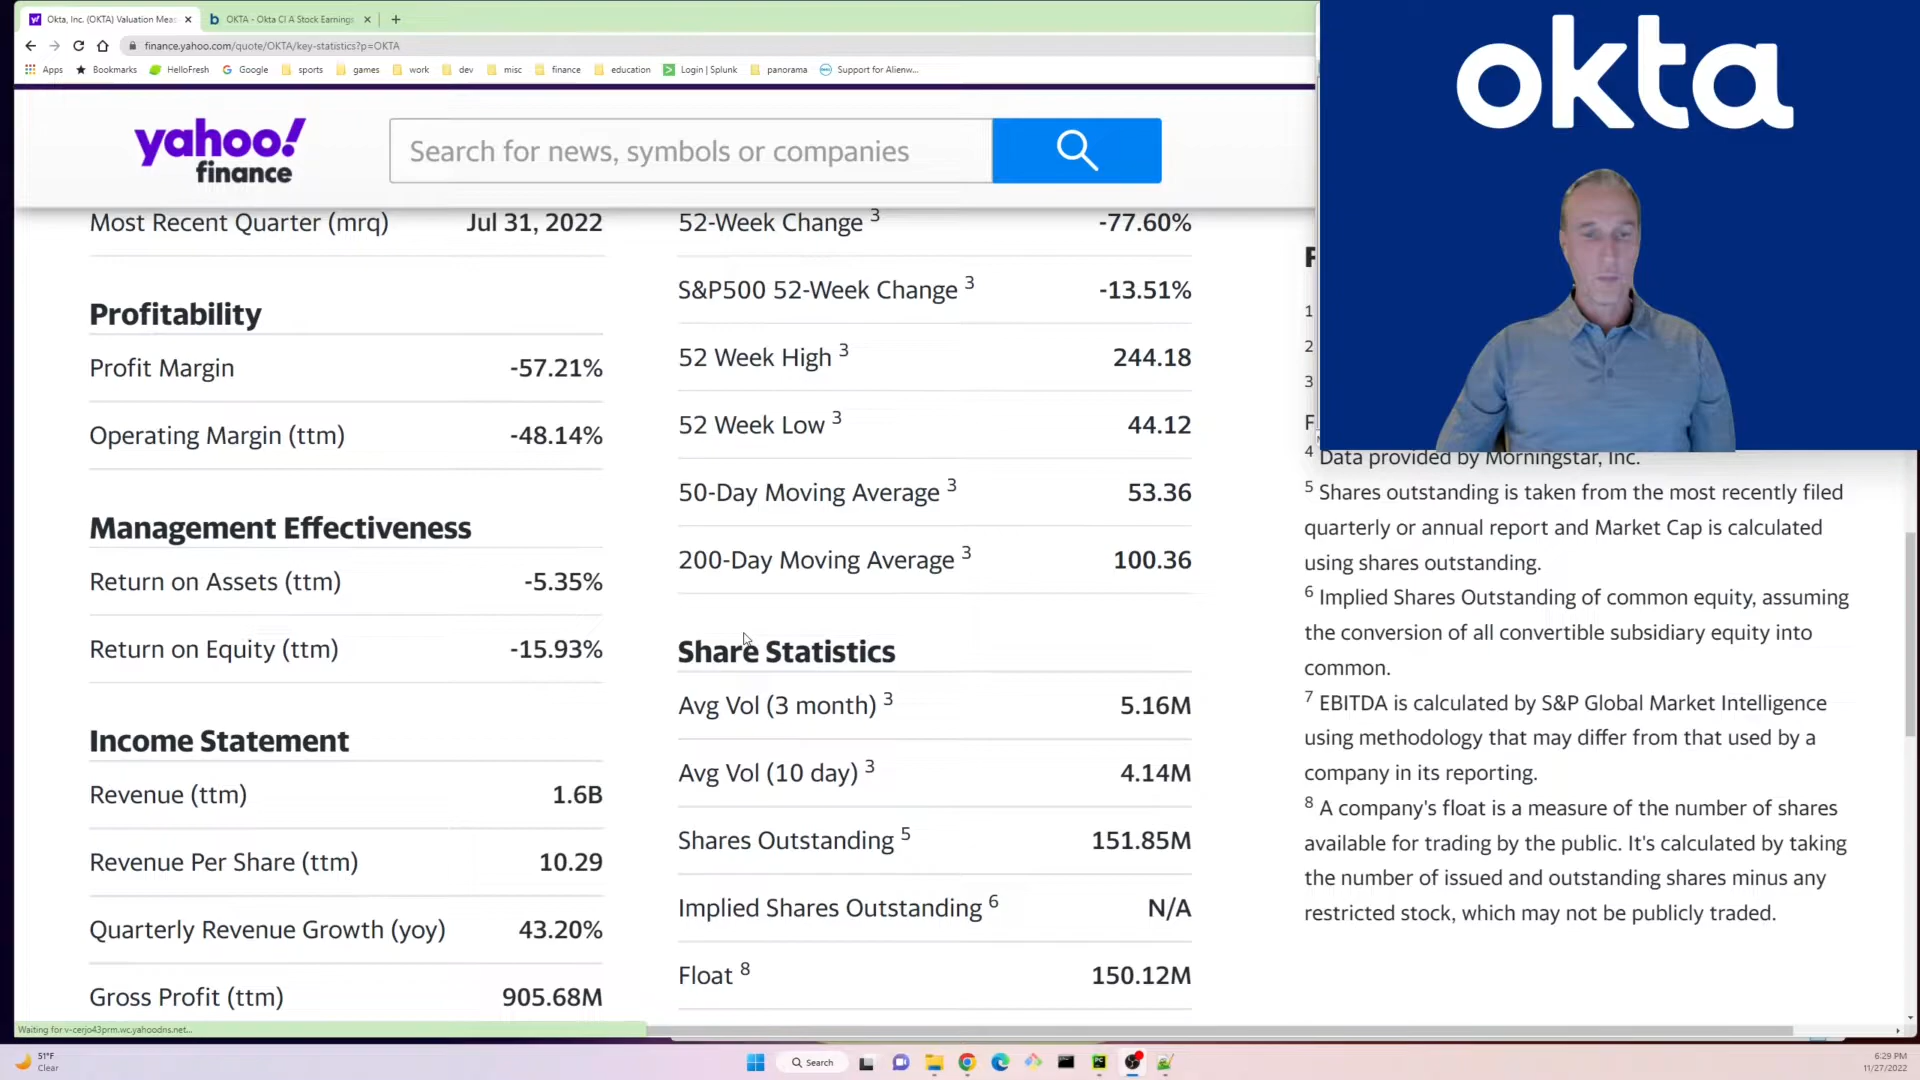 Okta, Inc. (OKTA) Valuation Mea
OKTA - Okta Cl A Stock Earnings
finance.yahoo.com/quote/OKTA/key-statistics?p=OKTA
Apps
Bookmarks
HelloFresh
Google
sports
games
work
dev
misc
finance
education
Login | Splunk
panorama
Support for Alienw...
okta
yahoo!
finance
Search for news, symbols or companies
Most Recent Quarter (mrq) Jul 31, 2022
Profitability
Profit Margin -57.21%
Operating Margin (ttm) -48.14%
Management Effectiveness
Return on Assets (ttm) -5.35%
Return on Equity (ttm) -15.93%
Income Statement
Revenue (ttm) 1.6B
Revenue Per Share (ttm) 10.29
Quarterly Revenue Growth (yoy) 43.20%
Gross Profit (ttm) 905.68M
52-Week Change 3 -77.60%
S&P500 52-Week Change 3 -13.51%
52 Week High 3 244.18
52 Week Low 3 44.12
50-Day Moving Average 3 53.36
200-Day Moving Average 3 100.36
Share Statistics
Avg Vol (3 month) 3 5.16M
Avg Vol (10 day) 3 4.14M
Shares Outstanding 5 151.85M
Implied Shares Outstanding 6 N/A
Float 8 150.12M
1
2
3
4 Data provided by Morningstar, Inc.
5 Shares outstanding is taken from the most recently filed
quarterly or annual report and Market Cap is calculated
using shares outstanding.
6 Implied Shares Outstanding of common equity, assuming
the conversion of all convertible subsidiary equity into
common.
7 EBITDA is calculated by S&P Global Market Intelligence
using methodology that may differ from that used by a
company in its reporting.
8 A company's float is a measure of the number of shares
available for trading by the public. It's calculated by taking
the number of issued and outstanding shares minus any
restricted stock, which may not be publicly traded.
Waiting for v-cerjo43prm.wc.yahoodns.net...
51°F
Clear
Search
6:29 PM
11/27/2022